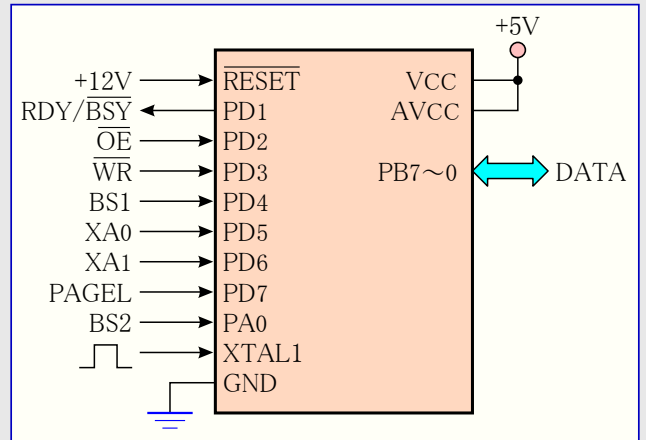 +5V
+12V RESET VCC
RDY/BSY PD1 AVCC
OE PD2
WR PD3 PB7～0 DATA
BS1 PD4
XA0 PD5
XA1 PD6
PAGEL PD7
BS2 PA0
XTAL1
GND